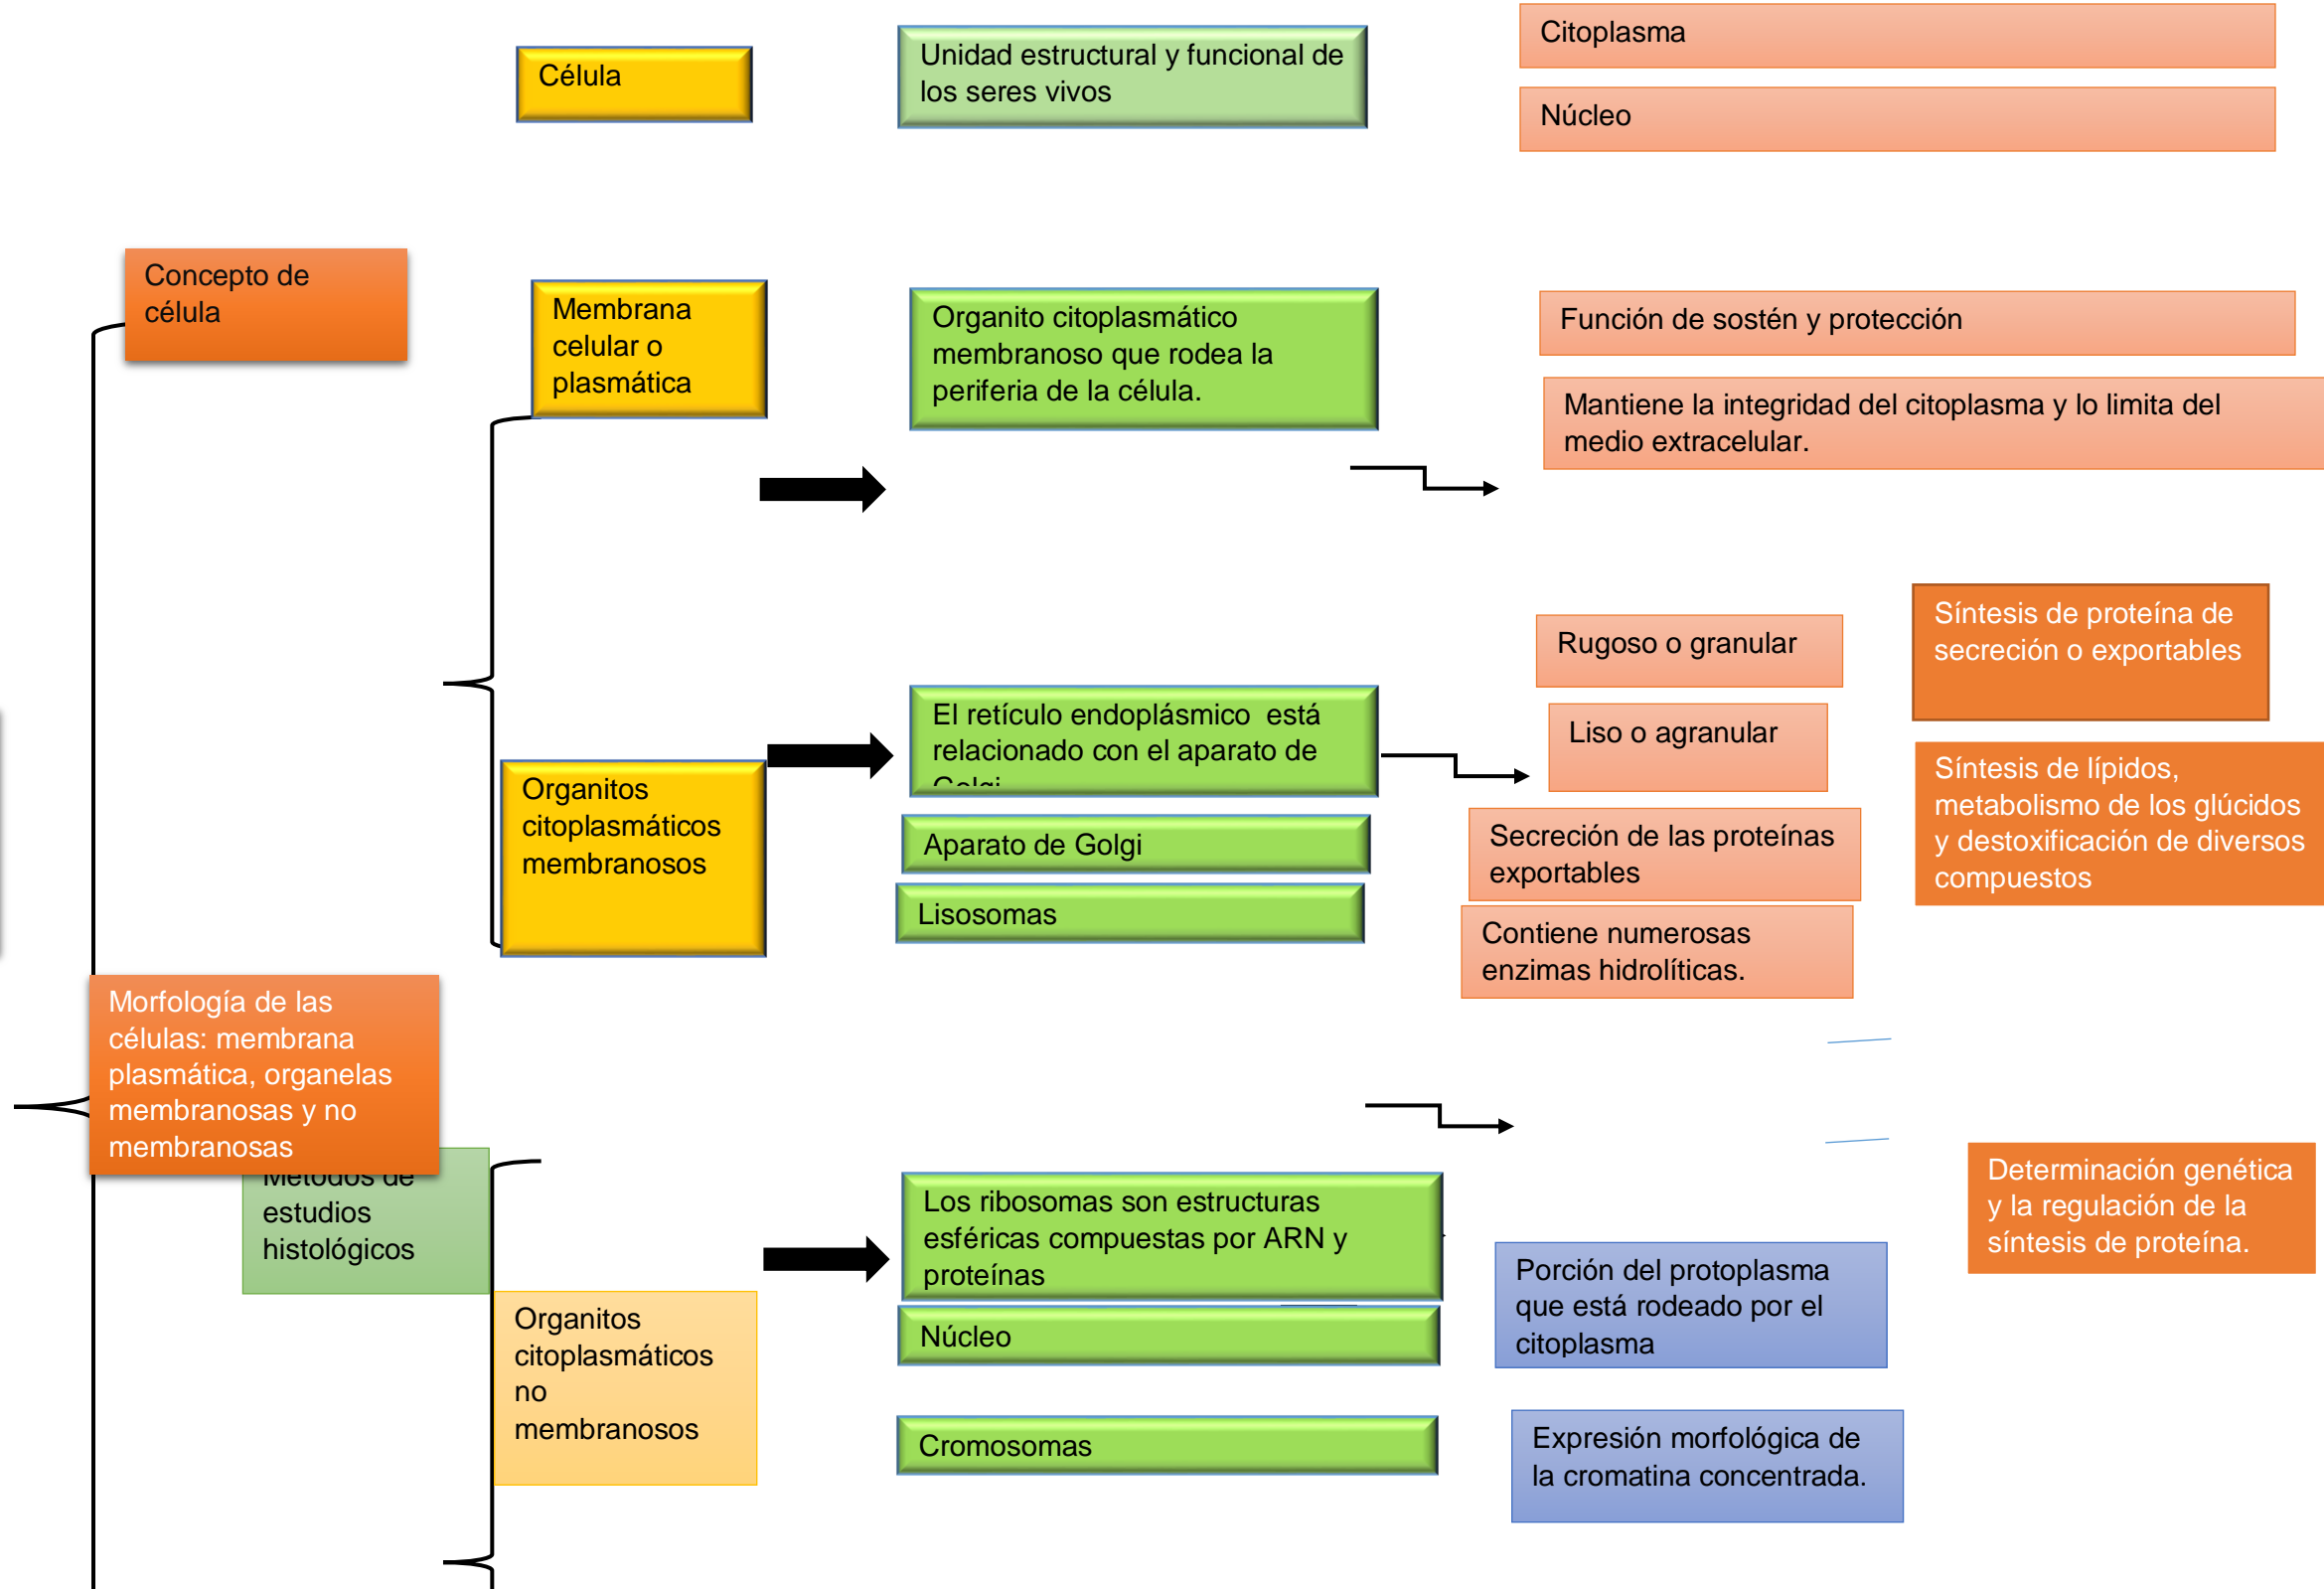 Célula
Unidad estructural y funcional de
los seres vivos
Citoplasma
Núcleo
Concepto de
célula
Membrana
celular o
plasmática
Organito citoplasmático
membranoso que rodea la
periferia de la célula.
Función de sostén y protección
Mantiene la integridad del citoplasma y lo limita del
medio extracelular.
Organitos
citoplasmáticos
membranosos
El retículo endoplásmico  está
relacionado con el aparato de
Golgi
Aparato de Golgi
Lisosomas
Rugoso o granular
Liso o agranular
Secreción de las proteínas
exportables
Contiene numerosas
enzimas hidrolíticas.
Síntesis de proteína de
secreción o exportables
Síntesis de lípidos,
metabolismo de los glúcidos
y destoxificación de diversos
compuestos
Morfología de las
células: membrana
plasmática, organelas
membranosas y no
membranosas
Métodos de
estudios
histológicos
Organitos
citoplasmáticos
no
membranosos
Los ribosomas son estructuras
esféricas compuestas por ARN y
proteínas
Núcleo
Cromosomas
Porción del protoplasma
que está rodeado por el
citoplasma
Expresión morfológica de
la cromatina concentrada.
Determinación genética
y la regulación de la
síntesis de proteína.